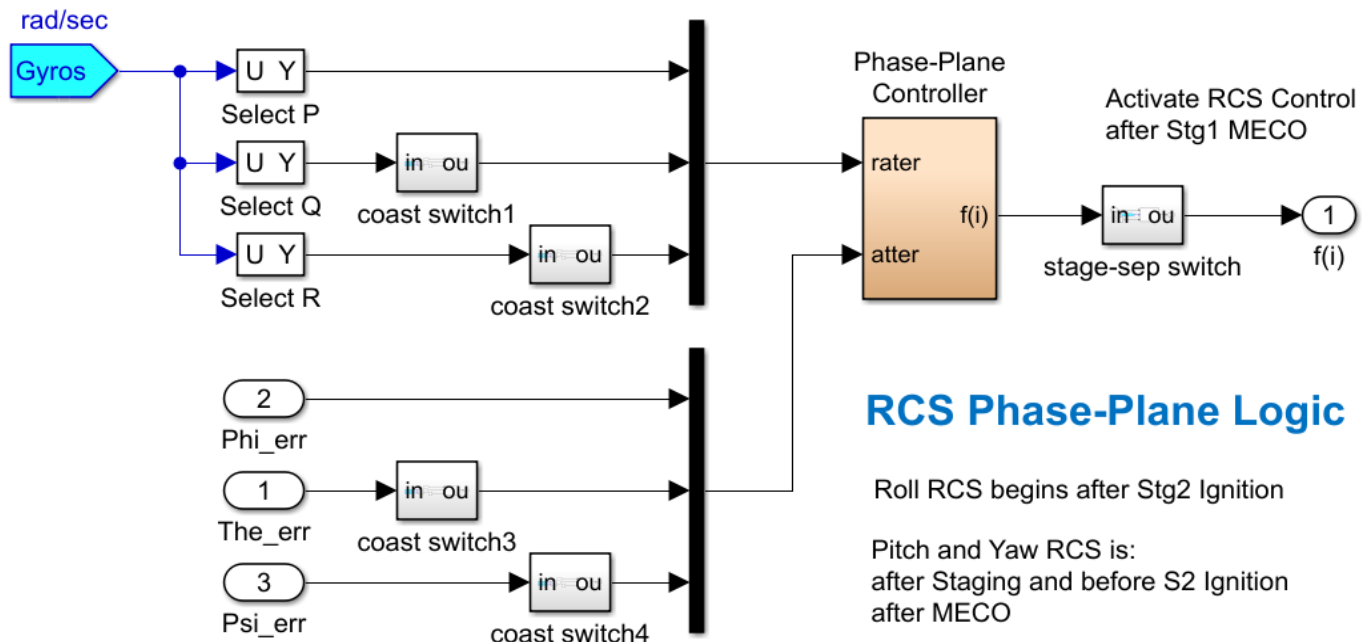 rad/sec
Gyros
U Y
Select P
U Y
Select Q
in ou
coast switch1
U Y
Select R
in ou
coast switch2
Phase-Plane
Controller
rater
f(i)
atter
Activate RCS Control
after Stg1 MECO
in ou
stage-sep switch
1
f(i)
2
Phi_err
1
The_err
in ou
coast switch3
3
Psi_err
in ou
coast switch4
RCS Phase-Plane Logic
Roll RCS begins after Stg2 Ignition
Pitch and Yaw RCS is:
after Staging and before S2 Ignition
after MECO